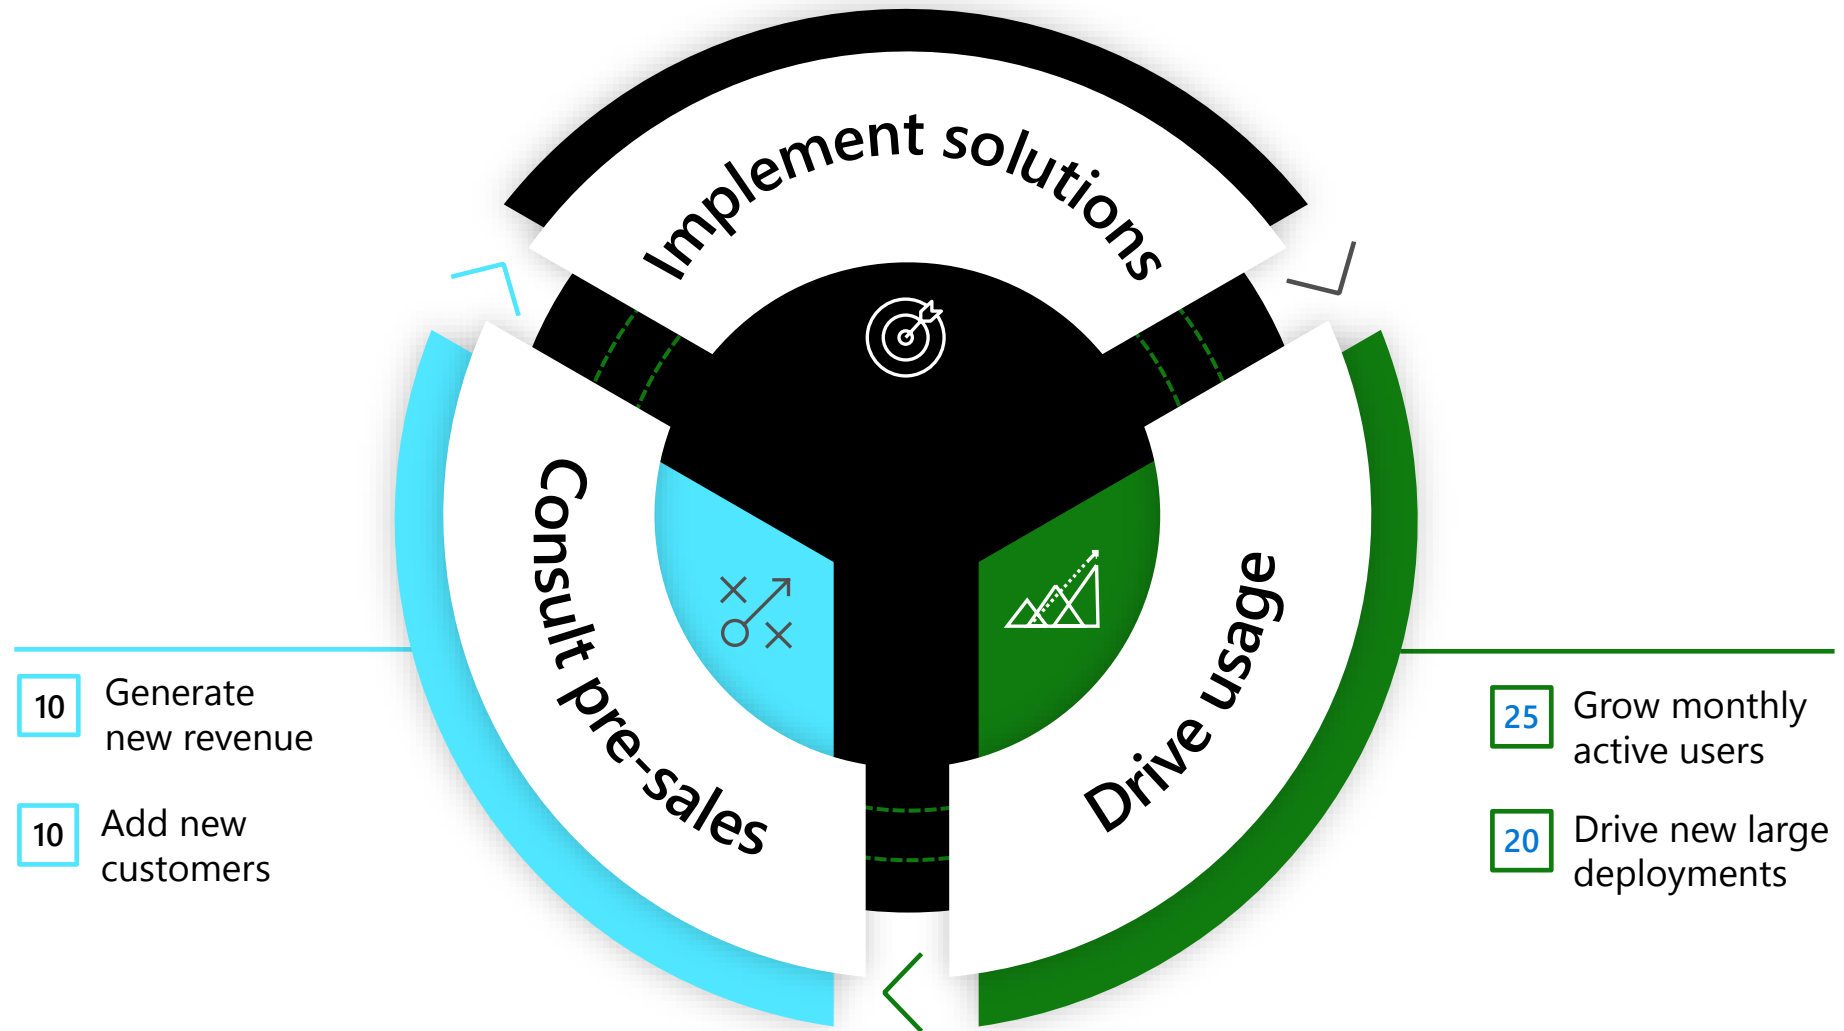 Implement solutions
Consult pre-sales
Drive usage
10
Generate
new revenue
10
Add new
customers
25
Grow monthly
active users
20
Drive new large
deployments